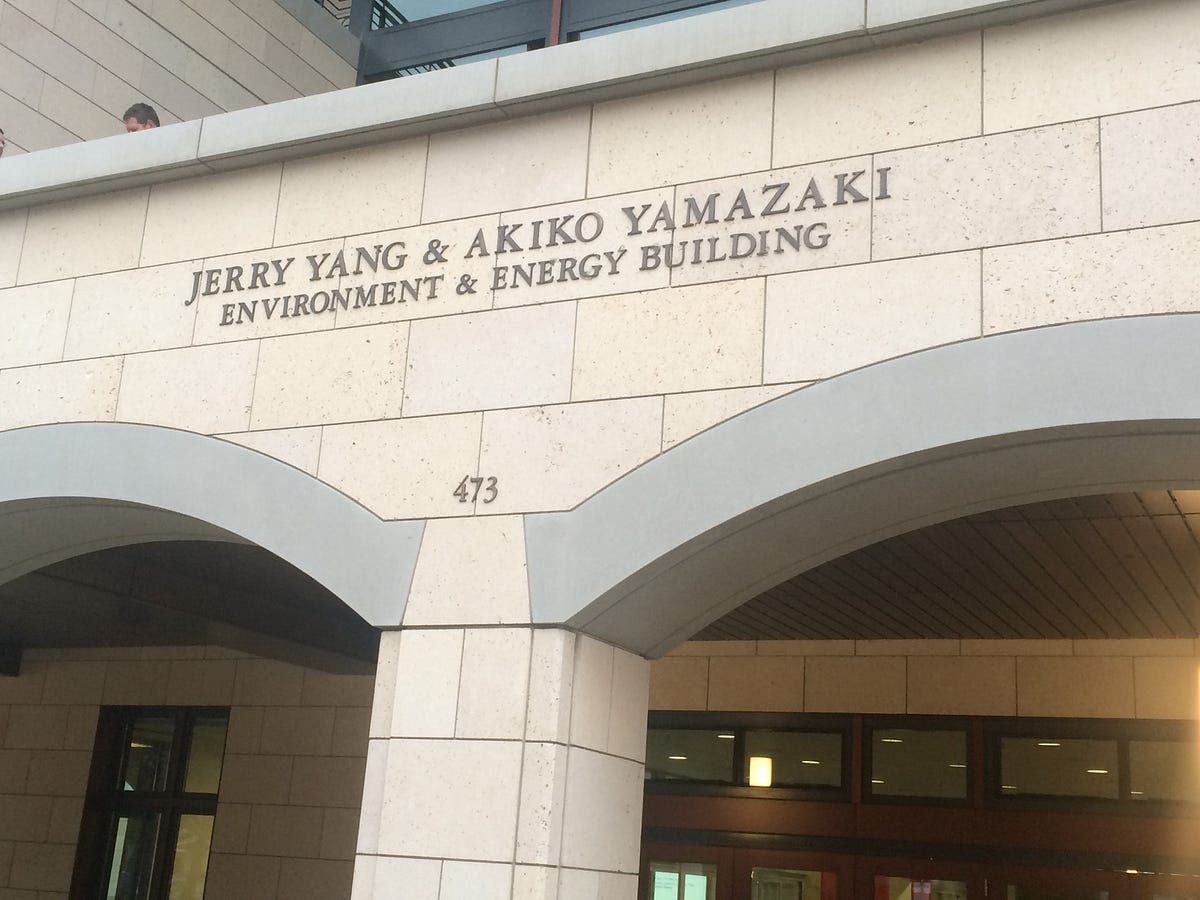 JERRY YANG & AKIKO YAMAZAKI
ENVIRONMENT & ENERGY BUILDING
473